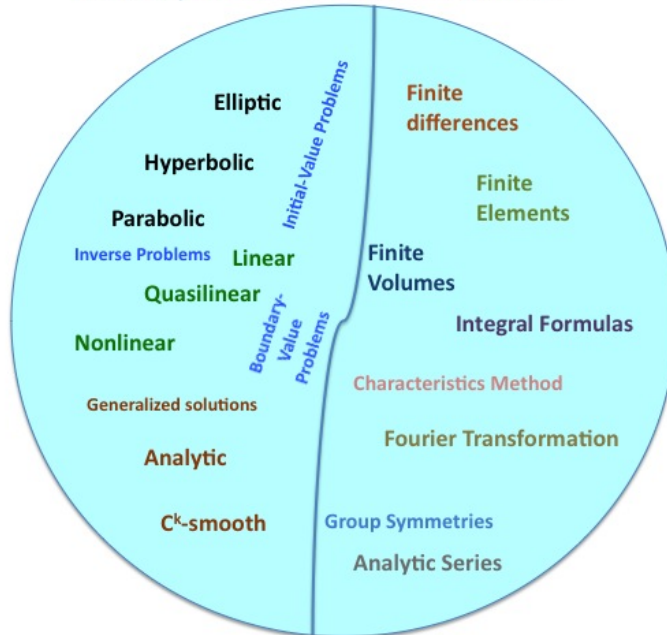 Elliptic
Hyperbolic
Parabolic
Initial-Value Problems
Inverse Problems
Linear
Quasilinear
Nonlinear
Boundary-
Value
Problems
Generalized solutions
Analytic
Cᵏ-smooth
Finite
differences
Finite
Elements
Finite
Volumes
Integral Formulas
Characteristics Method
Fourier Transformation
Group Symmetries
Analytic Series